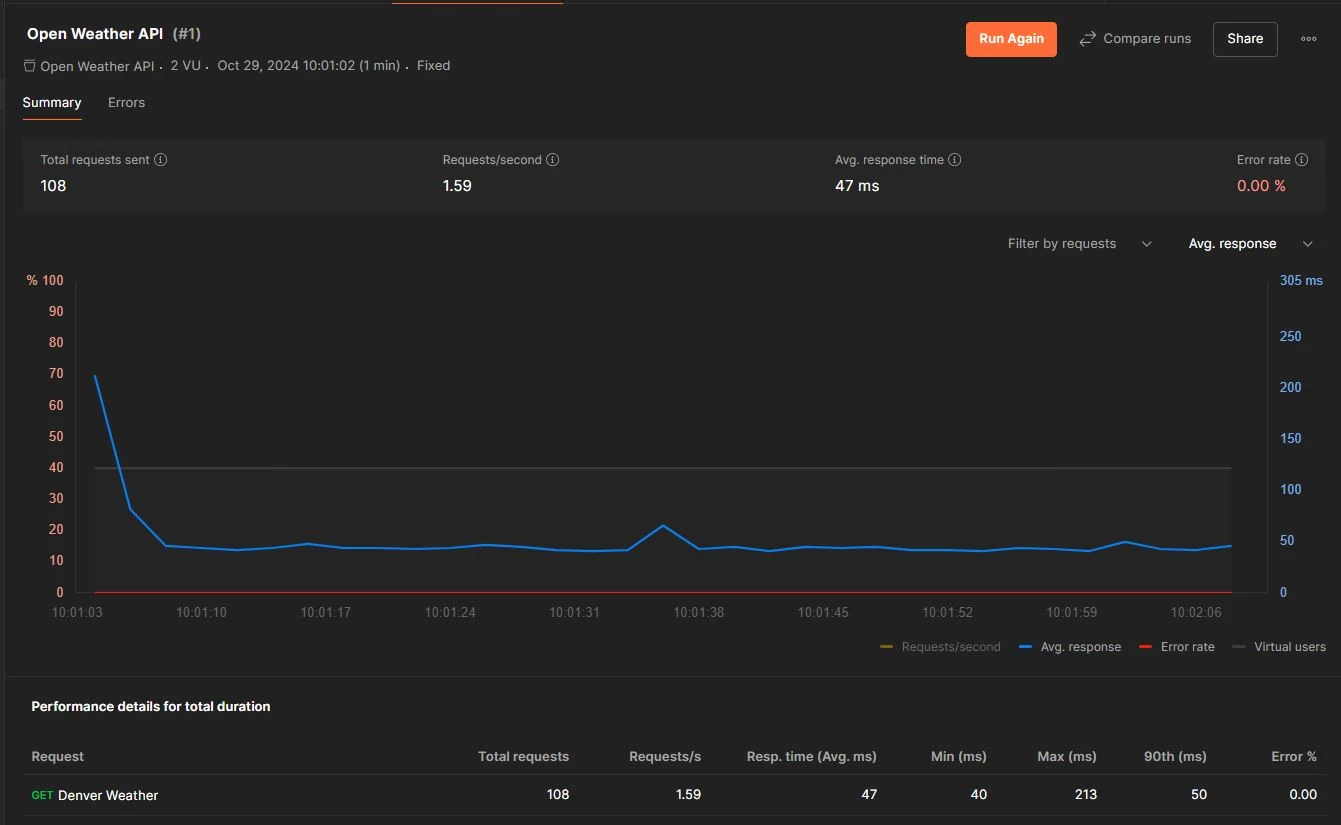 Open Weather API (#1)
Run Again
Compare runs
Share
Open Weather API · 2 VU · Oct 29, 2024 10:01:02 (1 min) · Fixed
Summary
Errors
Total requests sent
Requests/second
Avg. response time
Error rate
108
1.59
47 ms
0.00 %
Filter by requests
Avg. response
% 100
90
80
70
60
50
40
30
20
10
0
305 ms
250
200
150
100
50
0
10:01:03 10:01:10 10:01:17 10:01:24 10:01:31 10:01:38 10:01:45 10:01:52 10:01:59 10:02:06
Requests/second Avg. response Error rate Virtual users
Performance details for total duration
Request Total requests Requests/s Resp. time (Avg. ms) Min (ms) Max (ms) 90th (ms) Error %
GET Denver Weather 108 1.59 47 40 213 50 0.00